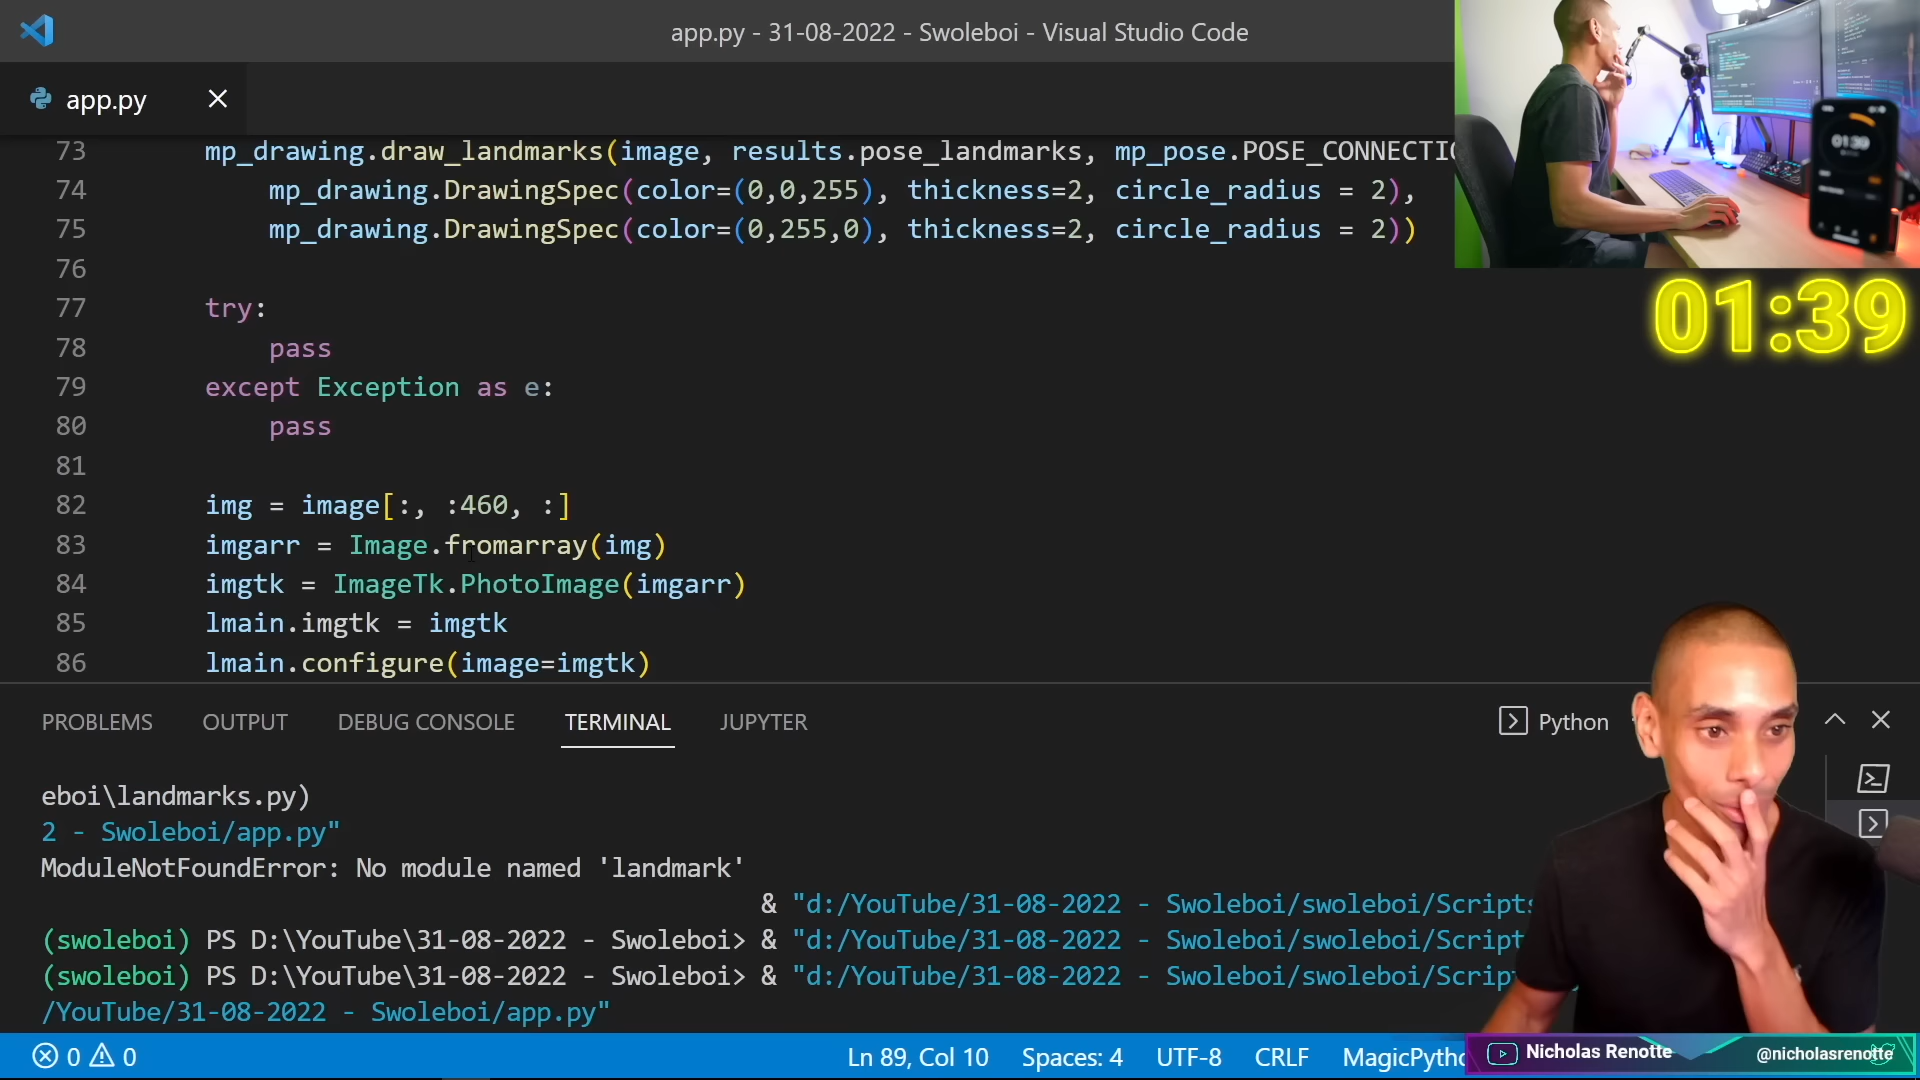 app.py - 31-08-2022 - Swoleboi - Visual Studio Code
app.py
73 mp_drawing.draw_landmarks(image, results.pose_landmarks, mp_pose.POSE_CONNECTIO
74 mp_drawing.DrawingSpec(color=(0,0,255), thickness=2, circle_radius = 2),
75 mp_drawing.DrawingSpec(color=(0,255,0), thickness=2, circle_radius = 2))
76
77 try:
78 pass
79 except Exception as e:
80 pass
81
82 img = image[:, :460, :]
83 imgarr = Image.fromarray(img)
84 imgtk = ImageTk.PhotoImage(imgarr)
85 lmain.imgtk = imgtk
86 lmain.configure(image=imgtk)
01:39
01:39
PROBLEMS OUTPUT DEBUG CONSOLE TERMINAL JUPYTER
Python
eboi\landmarks.py)
2 - Swoleboi/app.py"
ModuleNotFoundError: No module named 'landmark'
& "d:/YouTube/31-08-2022 - Swoleboi/swoleboi/Scripts
(swoleboi) PS D:\YouTube\31-08-2022 - Swoleboi> & "d:/YouTube/31-08-2022 - Swoleboi/swoleboi/Script
(swoleboi) PS D:\YouTube\31-08-2022 - Swoleboi> & "d:/YouTube/31-08-2022 - Swoleboi/swoleboi/Scrip
/YouTube/31-08-2022 - Swoleboi/app.py"
0 0
Ln 89, Col 10 Spaces: 4 UTF-8 CRLF MagicPytho
Nicholas Renotte @nicholasrenotte